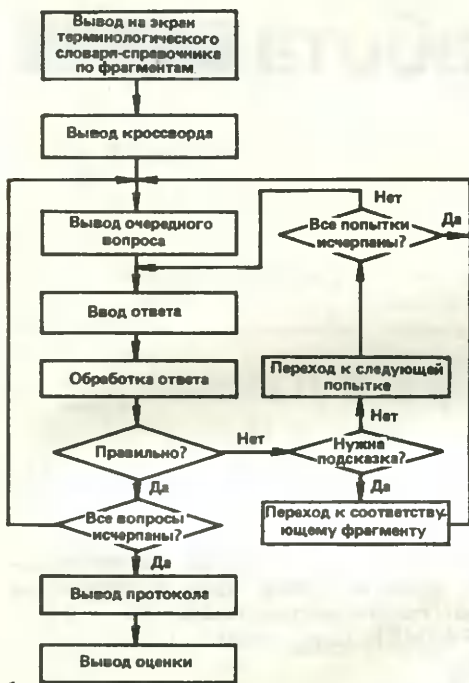 Вывод на экран
терминологического
словаря-справочника
по фрагментам
Вывод кроссворда
Вывод очередного
вопроса
Ввод ответа
Обработка ответа
Правильно?
Нет
Да
Все вопросы
исчерпаны?
Да
Вывод протокола
Вывод оценки
Нет
Все попытки
исчерпаны?
Да
Переход к следующей
попытке
Нет
Нужна
подсказка?
Да
Переход к соответству-
ющему фрагменту